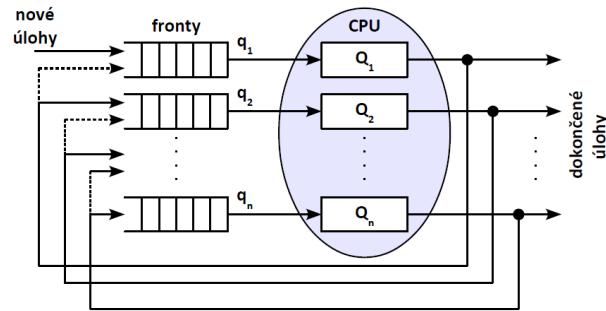 nové
úlohy
fronty
CPU
q1
Q1
q2
Q2
qn
Qn
dokončené
úlohy